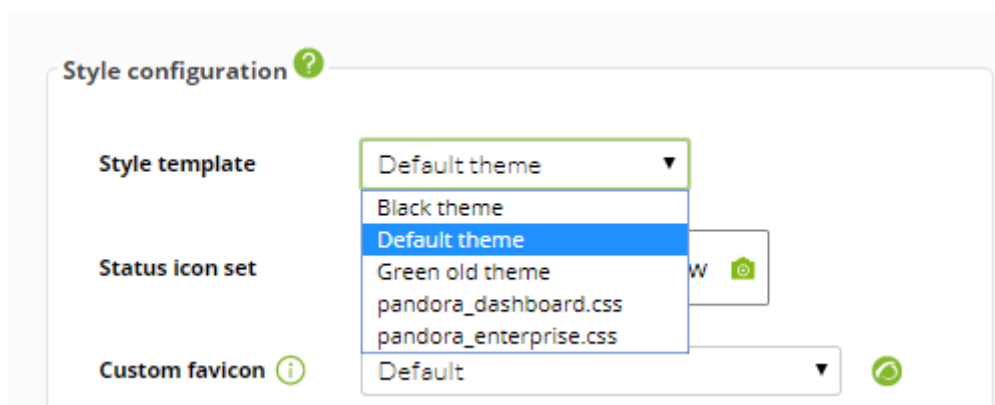 Style configuration ?
Style template
Default theme
Black theme
Default theme
Green old theme
pandora_dashboard.css
pandora_enterprise.css
Status icon set
w
Custom favicon i
Default